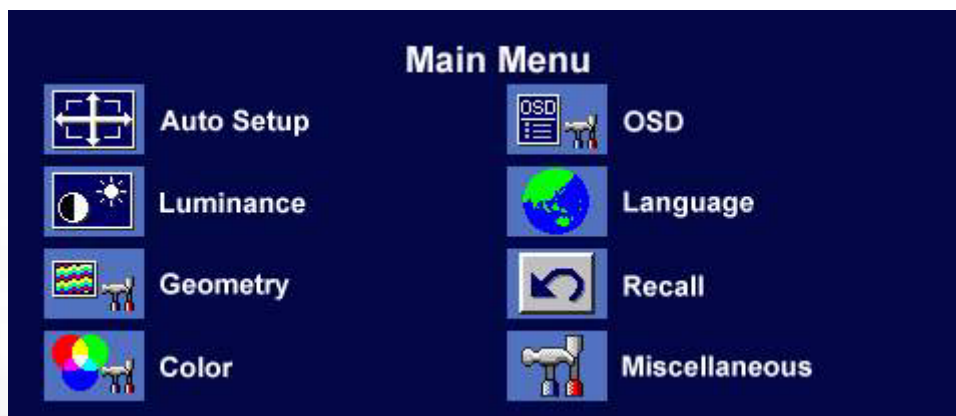 Main Menu
Auto Setup
OSD
OSD
Luminance
Language
Geometry
Recall
Color
Miscellaneous